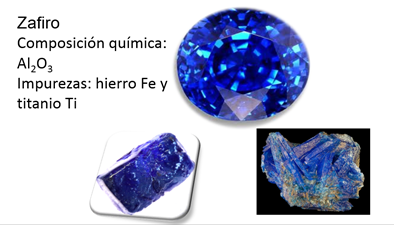 Zafiro
Composición química:
Al₂O₃
Impurezas: hierro Fe y
titanio Ti